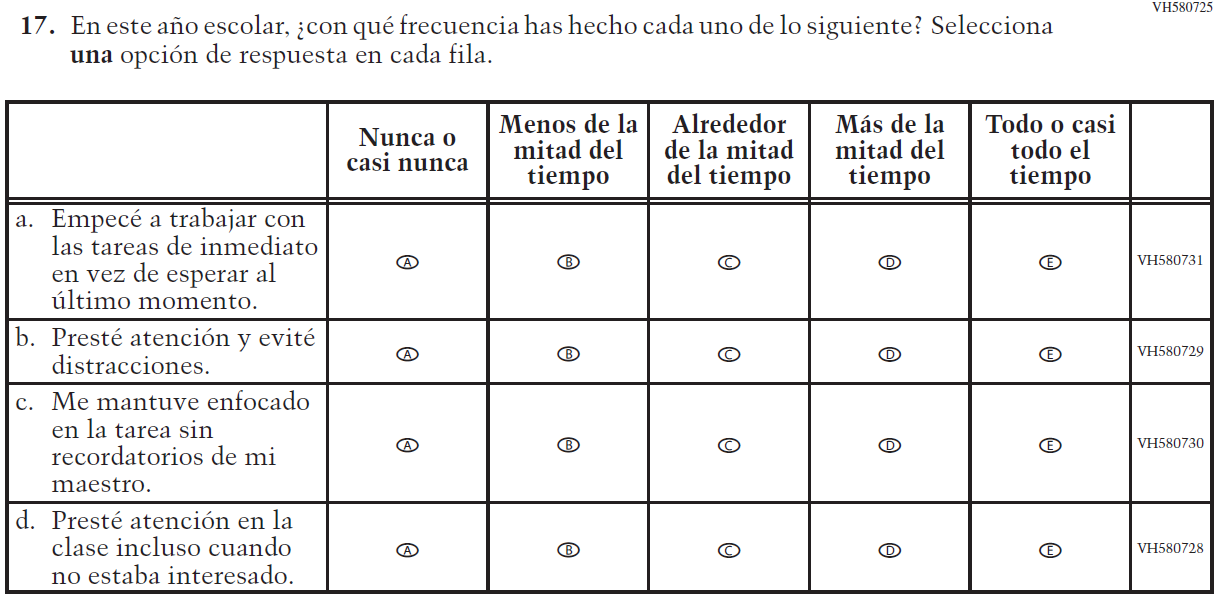 VH580725
17. En este año escolar, ¿con qué frecuencia has hecho cada uno de lo siguiente? Selecciona
una opción de respuesta en cada fila.
Nunca o
casi nunca
Menos de la
mitad del
tiempo
Alrededor
de la mitad
del tiempo
Más de la
mitad del
tiempo
Todo o casi
todo el
tiempo
a. Empecé a trabajar con
las tareas de inmediato
en vez de esperar al
último momento.
A B C D E VH580731
b. Presté atención y evité
distracciones.
A B C D E VH580729
c. Me mantuve enfocado
en la tarea sin
recordatorios de mi
maestro.
A B C D E VH580730
d. Presté atención en la
clase incluso cuando
no estaba interesado.
A B C D E VH580728